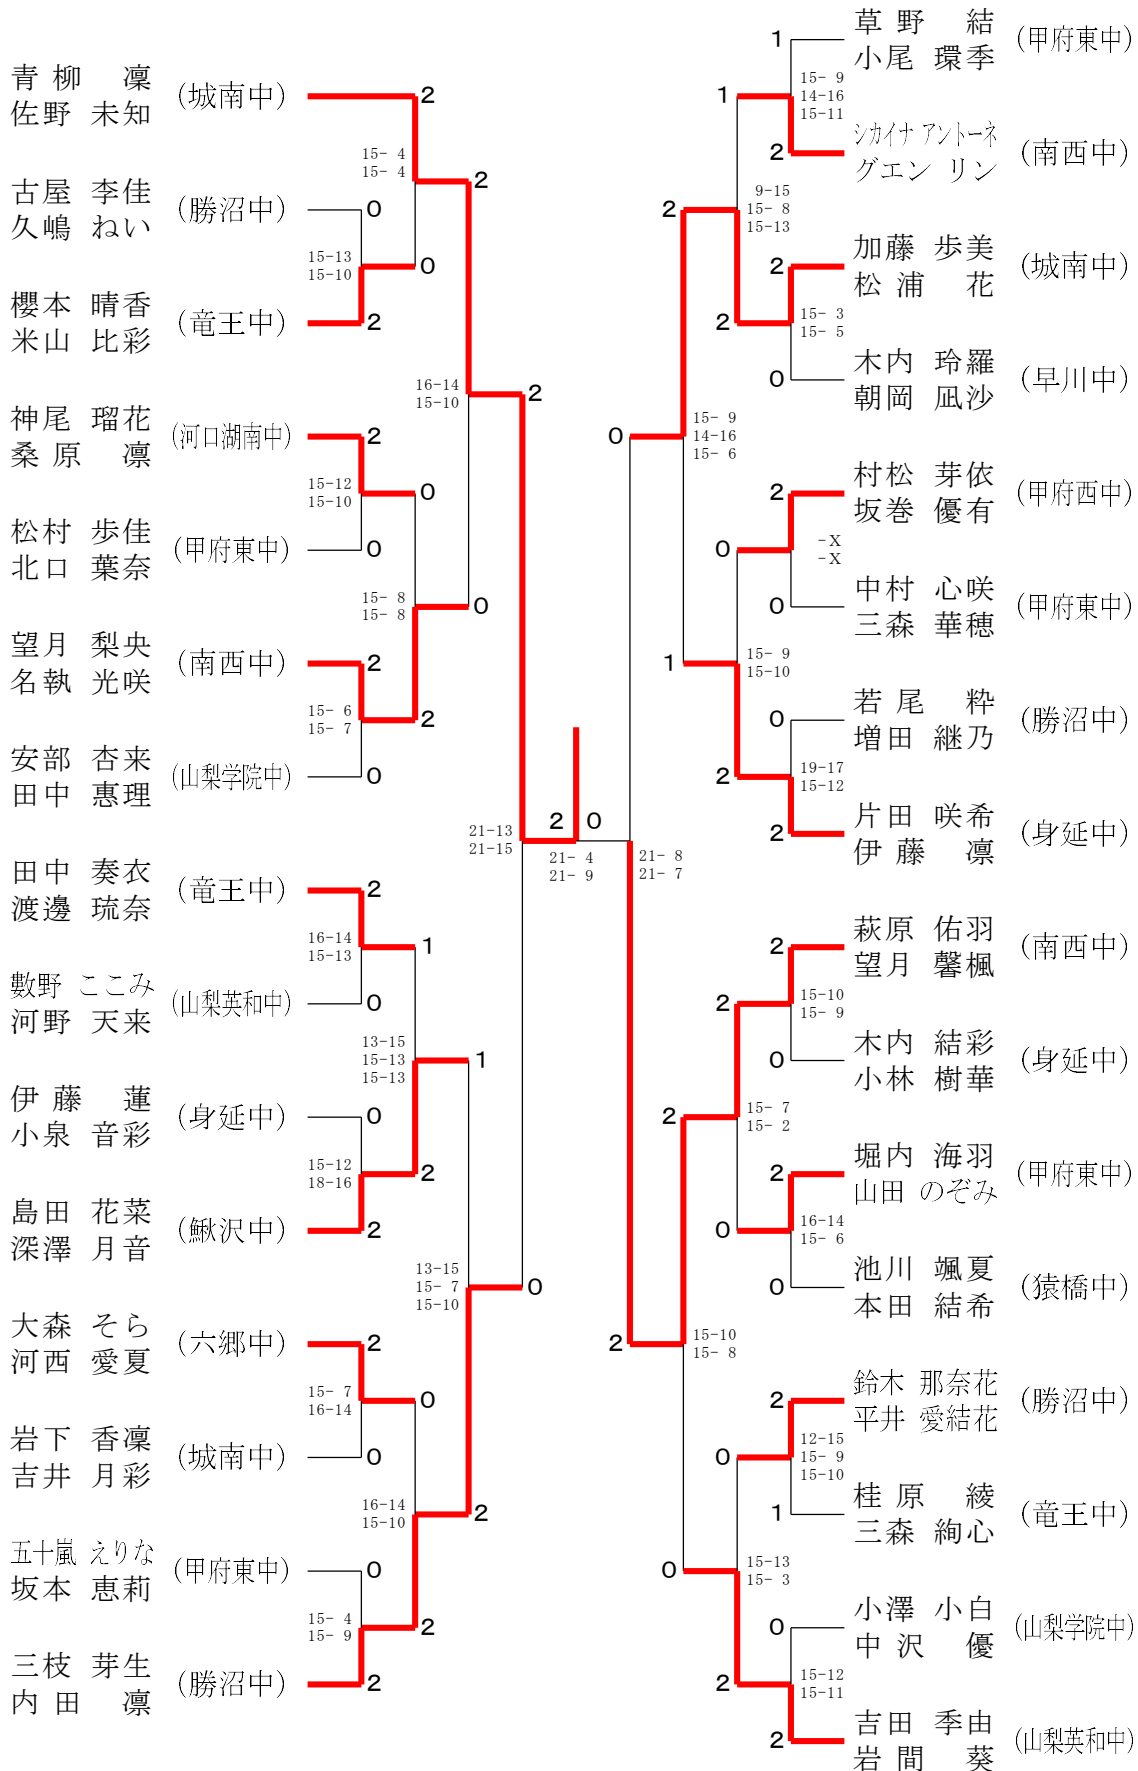 青柳 凜
佐野 未知
(城南中)
2
15- 4
15- 4
2
古屋 李佳
久嶋 ねい
(勝沼中)
0
15-13
15-10
0
櫻本 晴香
米山 比彩
(竜王中)
2
16-14
15-10
2
神尾 瑠花
桑原 凛
(河口湖南中)
2
15-12
15-10
0
松村 歩佳
北口 葉奈
(甲府東中)
0
15- 8
15- 8
0
望月 梨央
名執 光咲
(南西中)
2
15- 6
15- 7
2
安部 杏来
田中 惠理
(山梨学院中)
0
21-13
21-15
田中 奏衣
渡邊 琉奈
(竜王中)
2
16-14
15-13
1
數野 ここみ
河野 天来
(山梨英和中)
0
13-15
15-13
15-13
1
伊藤 蓮
小泉 音彩
(身延中)
0
15-12
18-16
2
島田 花菜
深澤 月音
(鰍沢中)
2
13-15
15- 7
15-10
0
大森 そら
河西 愛夏
(六郷中)
2
15- 7
16-14
0
岩下 香凜
吉井 月彩
(城南中)
0
16-14
15-10
2
五十嵐 えりな
坂本 恵莉
(甲府東中)
0
15- 4
15- 9
2
三枝 芽生
内田 凛
(勝沼中)
2
2 0
21- 4
21- 9
1
草野 結
小尾 環季
(甲府東中)
15- 9
14-16
15-11
1
2
シカイナ アントーネ
グエン リン
(南西中)
9-15
15- 8
15-13
2
2
加藤 歩美
松浦 花
(城南中)
15- 3
15- 5
2
0
木内 玲羅
朝岡 凪沙
(早川中)
15- 9
14-16
15- 6
0
2
村松 芽依
坂巻 優有
(甲府西中)
-X
-X
0
0
中村 心咲
三森 華穂
(甲府東中)
15- 9
15-10
1
0
若尾 粋
増田 継乃
(勝沼中)
19-17
15-12
2
2
片田 咲希
伊藤 凛
(身延中)
21- 8
21- 7
2
萩原 佑羽
望月 馨楓
(南西中)
15-10
15- 9
2
0
木内 結彩
小林 樹華
(身延中)
15- 7
15- 2
2
2
堀内 海羽
山田 のぞみ
(甲府東中)
16-14
15- 6
0
0
池川 颯夏
本田 結希
(猿橋中)
15-10
15- 8
2
2
鈴木 那奈花
平井 愛結花
(勝沼中)
12-15
15- 9
15-10
0
1
桂原 綾
三森 絢心
(竜王中)
15-13
15- 3
0
0
小澤 小白
中沢 優
(山梨学院中)
15-12
15-11
2
2
吉田 季由
岩間 葵
(山梨英和中)